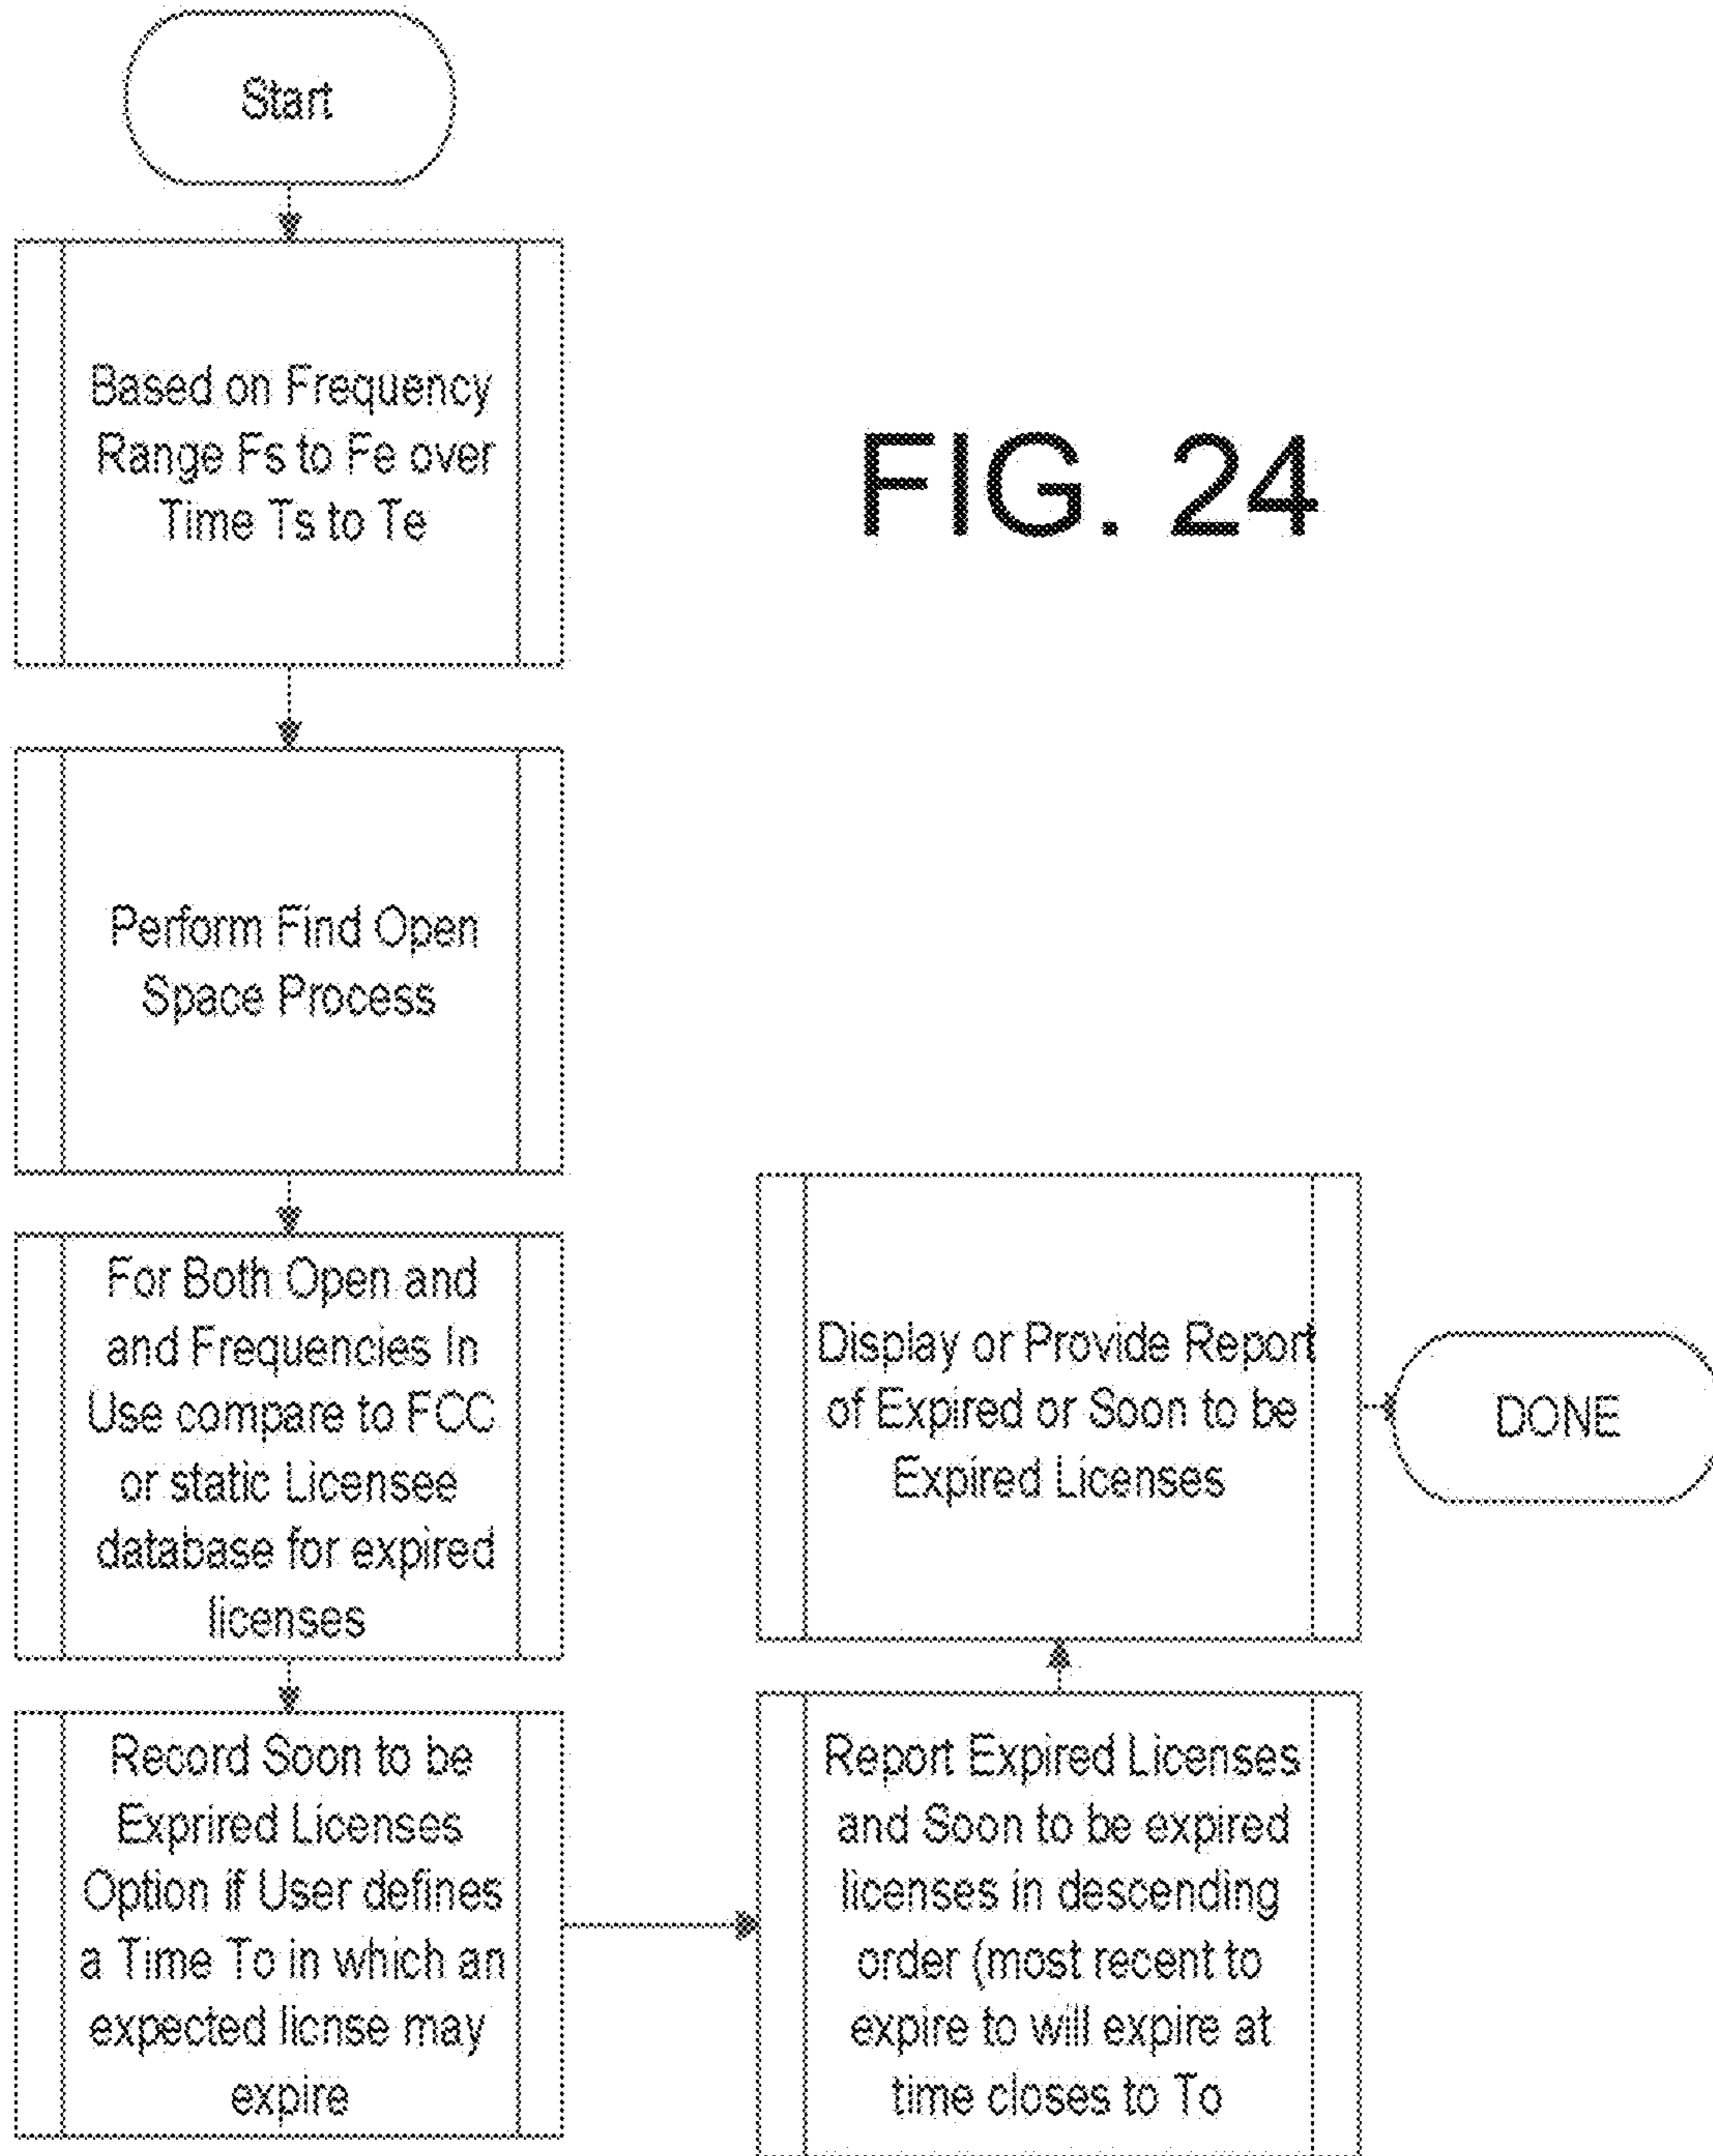 Start
Based on Frequency
Range Fs to Fe over
Time Ts to Te
FIG. 24
Perform Find Open
Space Process
For Both Open and
and Frequencies In
Use compare to FCC
or static Licensee
database for expired
licenses
Record Soon to be
Exprired Licenses
Option if User defines
a Time To in which an
expected licnse may
expire
Report Expired Licenses
and Soon to be expired
licenses in descending
order (most recent to
expire to will expire at
time closes to To
Display or Provide Report
of Expired or Soon to be
Expired Licenses
DONE